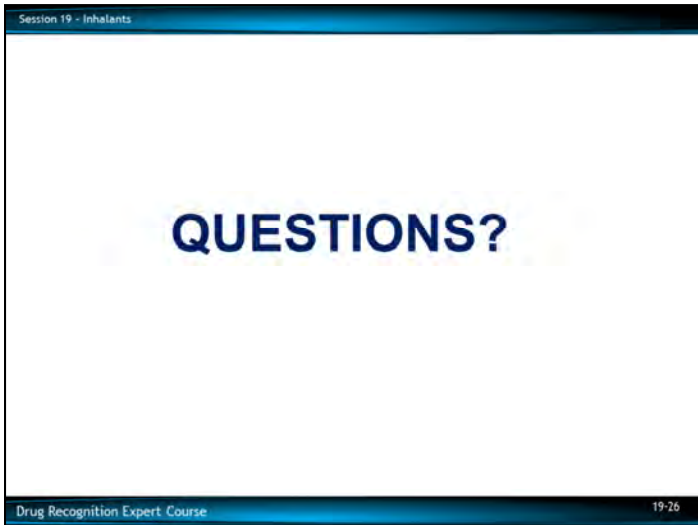 Session 19 - Inhalants
QUESTIONS?
Drug Recognition Expert Course
19-26